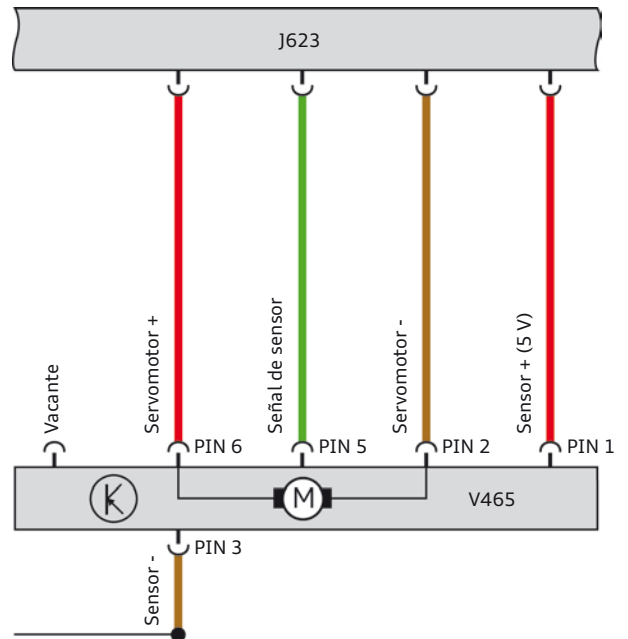 J623
Vacante
Servomotor +
Señal de sensor
Servomotor -
Sensor + (5 V)
PIN 6
PIN 5
PIN 2
PIN 1
M
V465
PIN 3
Sensor -